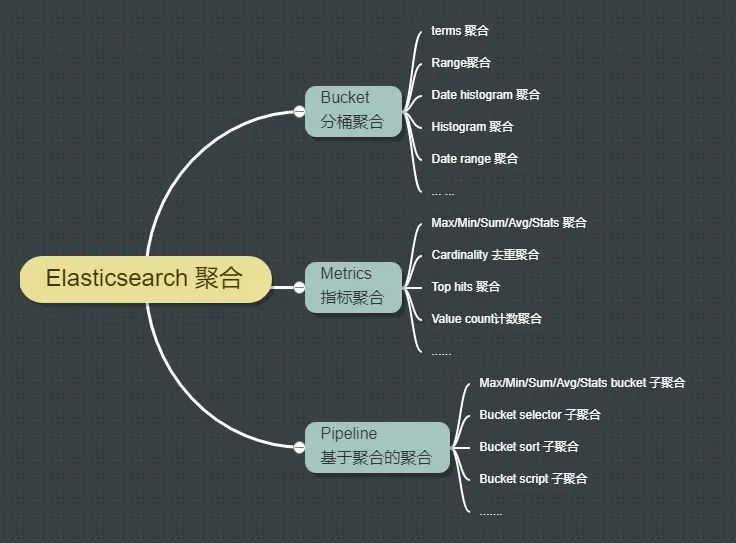 Elasticsearch 聚合
Bucket
分桶聚合
terms 聚合
Range聚合
Date histogram 聚合
Histogram 聚合
Date range 聚合
... ...
Metrics
指标聚合
Max/Min/Sum/Avg/Stats 聚合
Cardinality 去重聚合
Top hits 聚合
Value count计数聚合
......
Pipeline
基于聚合的聚合
Max/Min/Sum/Avg/Stats bucket 子聚合
Bucket selector 子聚合
Bucket sort 子聚合
Bucket script 子聚合
.......